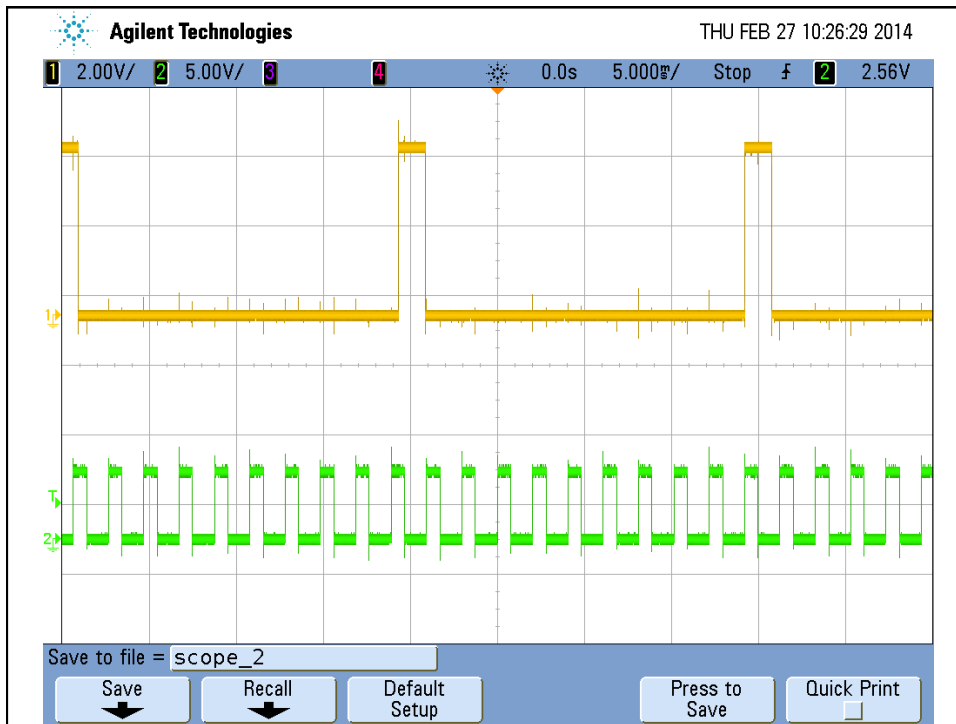 Agilent Technologies THU FEB 27 10:26:29 2014
1 2.00V/ 2 5.00V/ 3 4 0.0s 5.000ms/ Stop 2 2.56V
1
T
2
Save to file = scope_2
Save Recall Default Setup Press to Save Quick Print